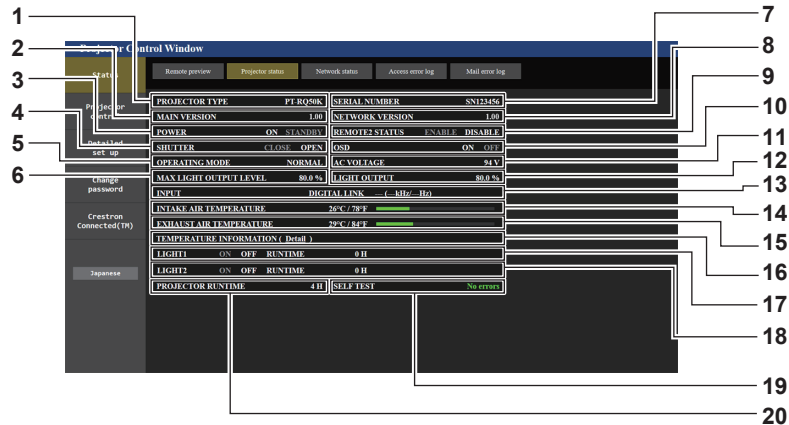 1
2
3
4
5
6
7
8
9
10
11
12
13
14
15
16
17
18
19
20
Projector Control Window
Status
Projector control
Detailed set up
Change password
Crestron Connected(TM)
Japanese
Remote preview Projector status Network status Access error log Mail error log
PROJECTOR TYPE PT-RQ50K SERIAL NUMBER SN123456
MAIN VERSION 1.00 NETWORK VERSION 1.00
POWER ON STANDBY REMOTE2 STATUS ENABLE DISABLE
SHUTTER CLOSE OPEN OSD ON OFF
OPERATING MODE NORMAL AC VOLTAGE 94 V
MAX LIGHT OUTPUT LEVEL 80.0 % LIGHT OUTPUT 80.0 %
INPUT DIGITAL LINK — (—kHz/—Hz)
INTAKE AIR TEMPERATURE 26°C / 78°F
EXHAUST AIR TEMPERATURE 29°C / 84°F
TEMPERATURE INFORMATION ( Detail )
LIGHT1 ON OFF RUNTIME 0 H
LIGHT2 ON OFF RUNTIME 0 H
PROJECTOR RUNTIME 4 H SELF TEST No errors